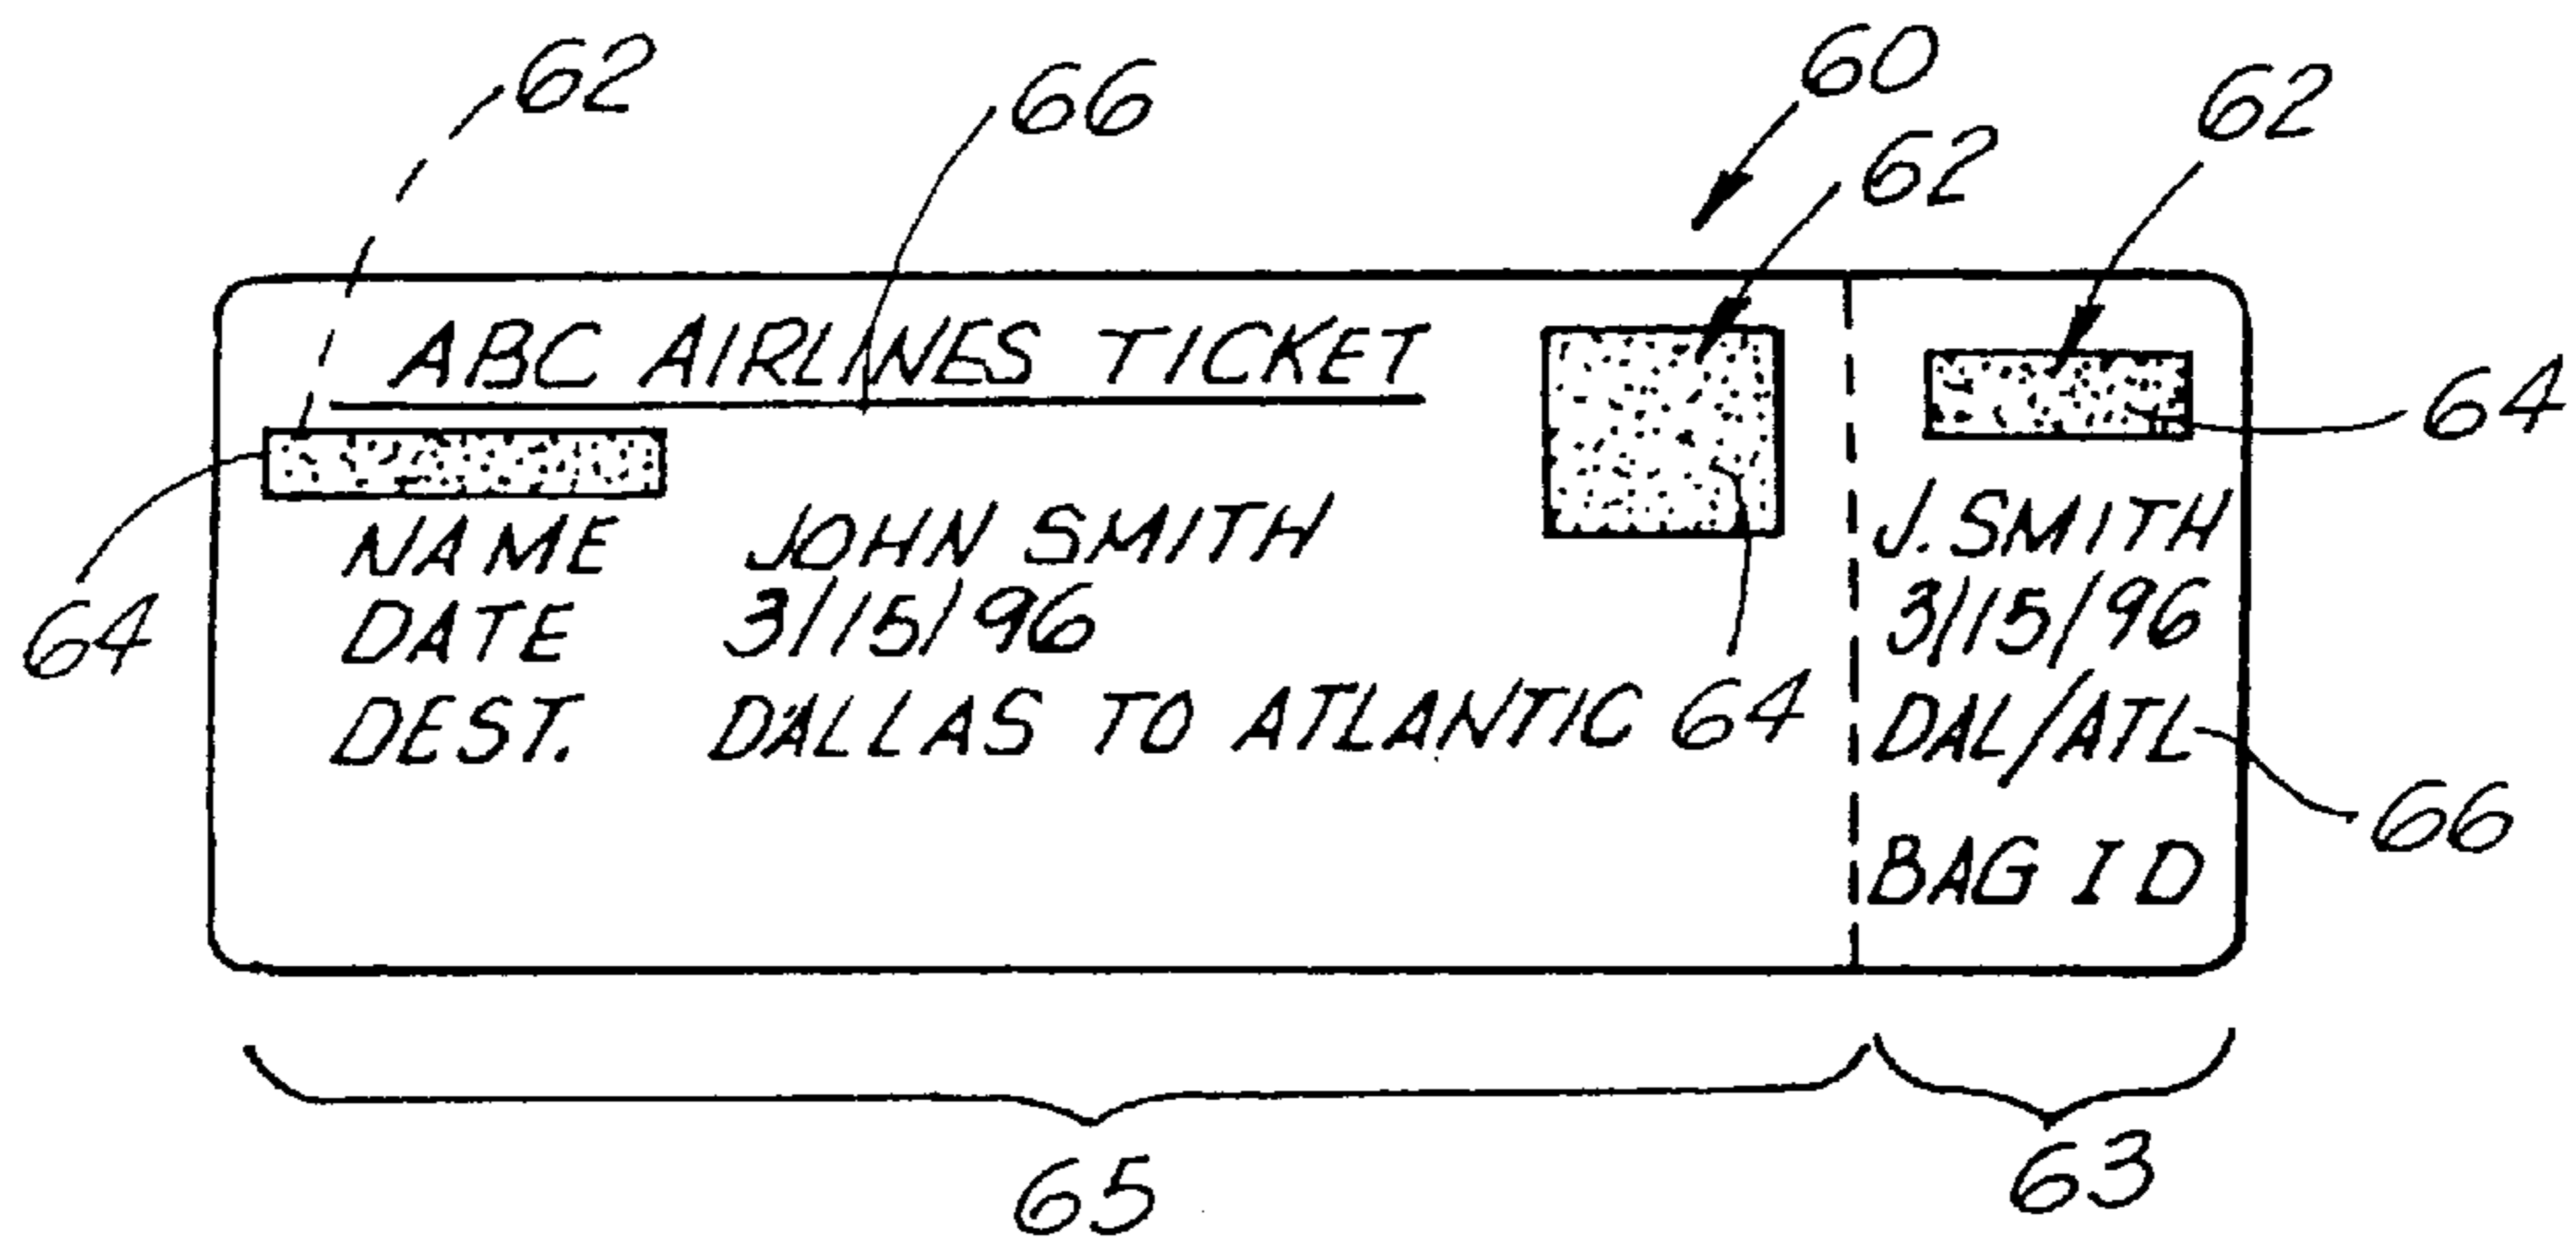 62 66 60 62
62
ABC AIRLINES TICKET
64
NAME JOHN SMITH J. SMITH
64 DATE 3/15/96 3/15/96
DEST. DALLAS TO ATLANTIC 64 DAL/ATL
66
BAG ID
65 63